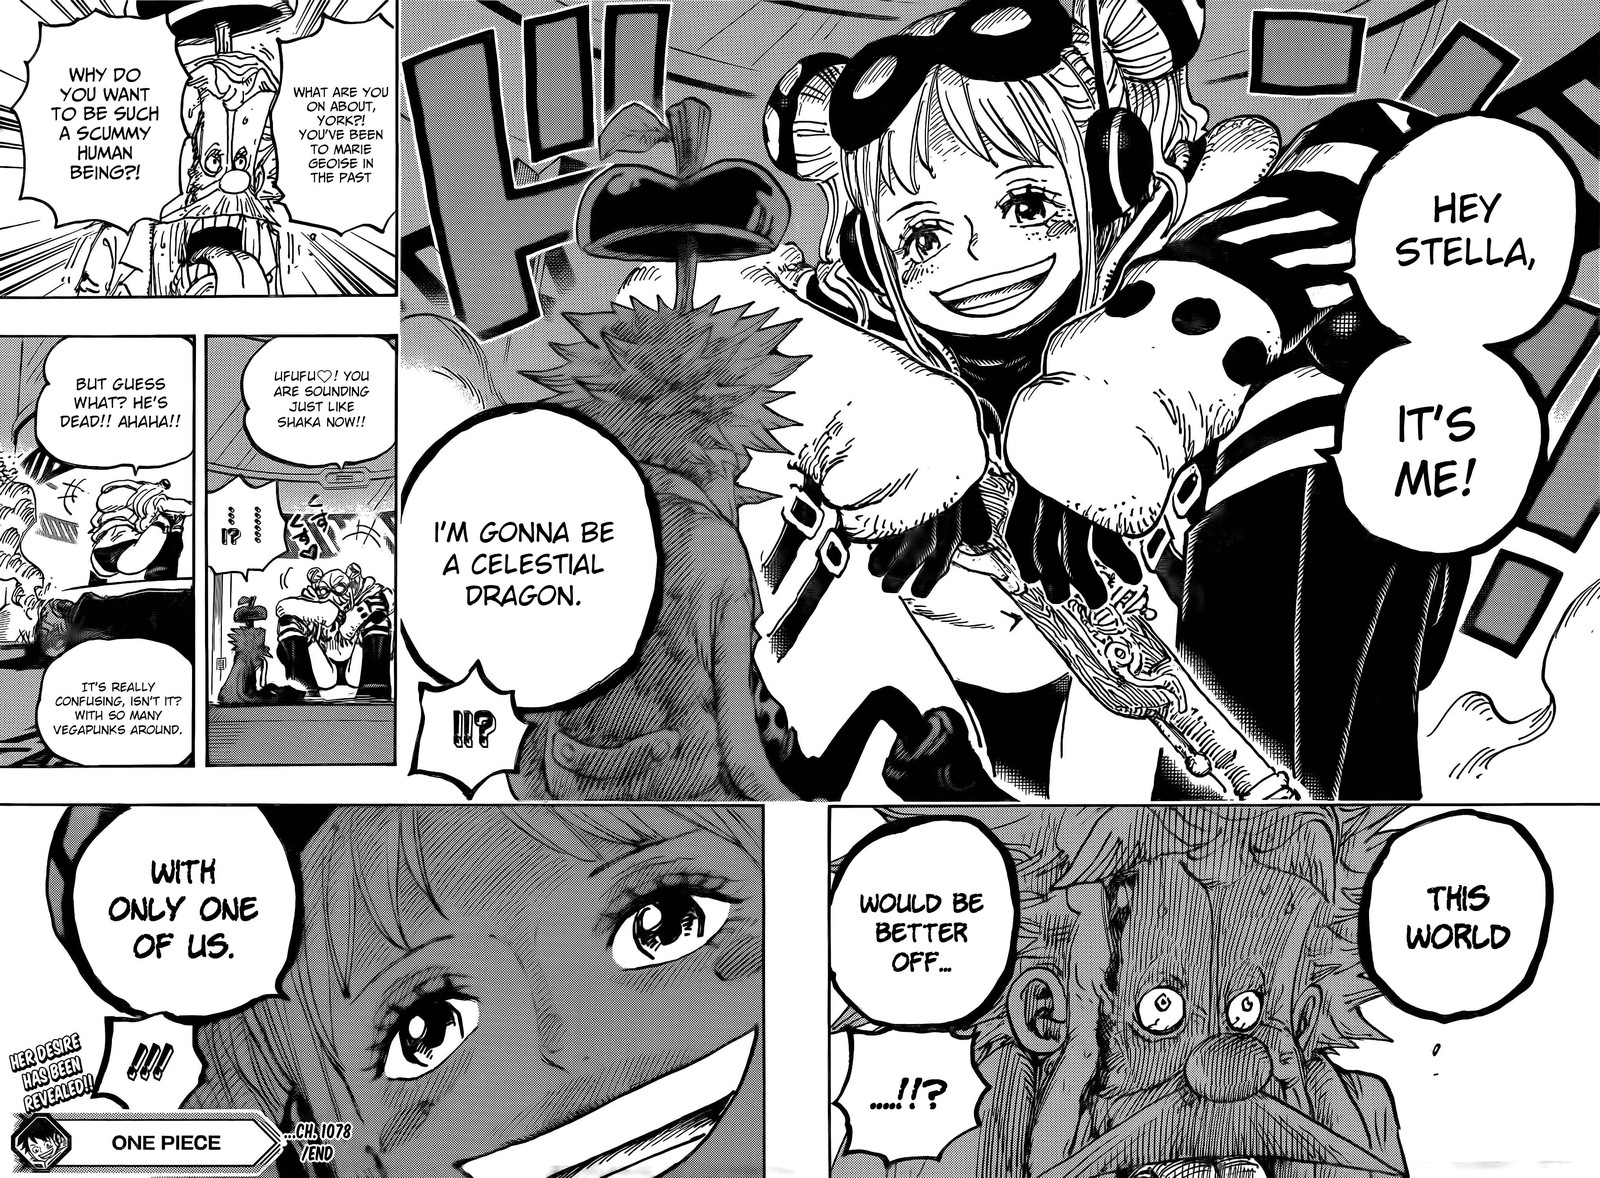 HEY
STELLA,
IT'S
ME!
I'M GONNA BE
A CELESTIAL
DRAGON.
!!?
WHAT ARE YOU
ON ABOUT,
YORK?!
YOU'VE BEEN
TO MARIE
GEOISE IN
THE PAST
WHY DO
YOU WANT
TO BE SUCH
A SCUMMY
HUMAN
BEING?!
UFUFU♡! YOU
ARE SOUNDING
JUST LIKE
SHAKA NOW!!
!?
くす
くす♡
BUT GUESS
WHAT? HE'S
DEAD!! AHAHA!!
IT'S REALLY
CONFUSING, ISN'T IT?
WITH SO MANY
VEGAPUNKS AROUND.
THIS
WORLD
WOULD BE
BETTER
OFF...
.....!!?
WITH
ONLY ONE
OF US.
!!!
HER DESIRE
HAS BEEN
REVEALED!!
ONE PIECE
...CH. 1078
/END